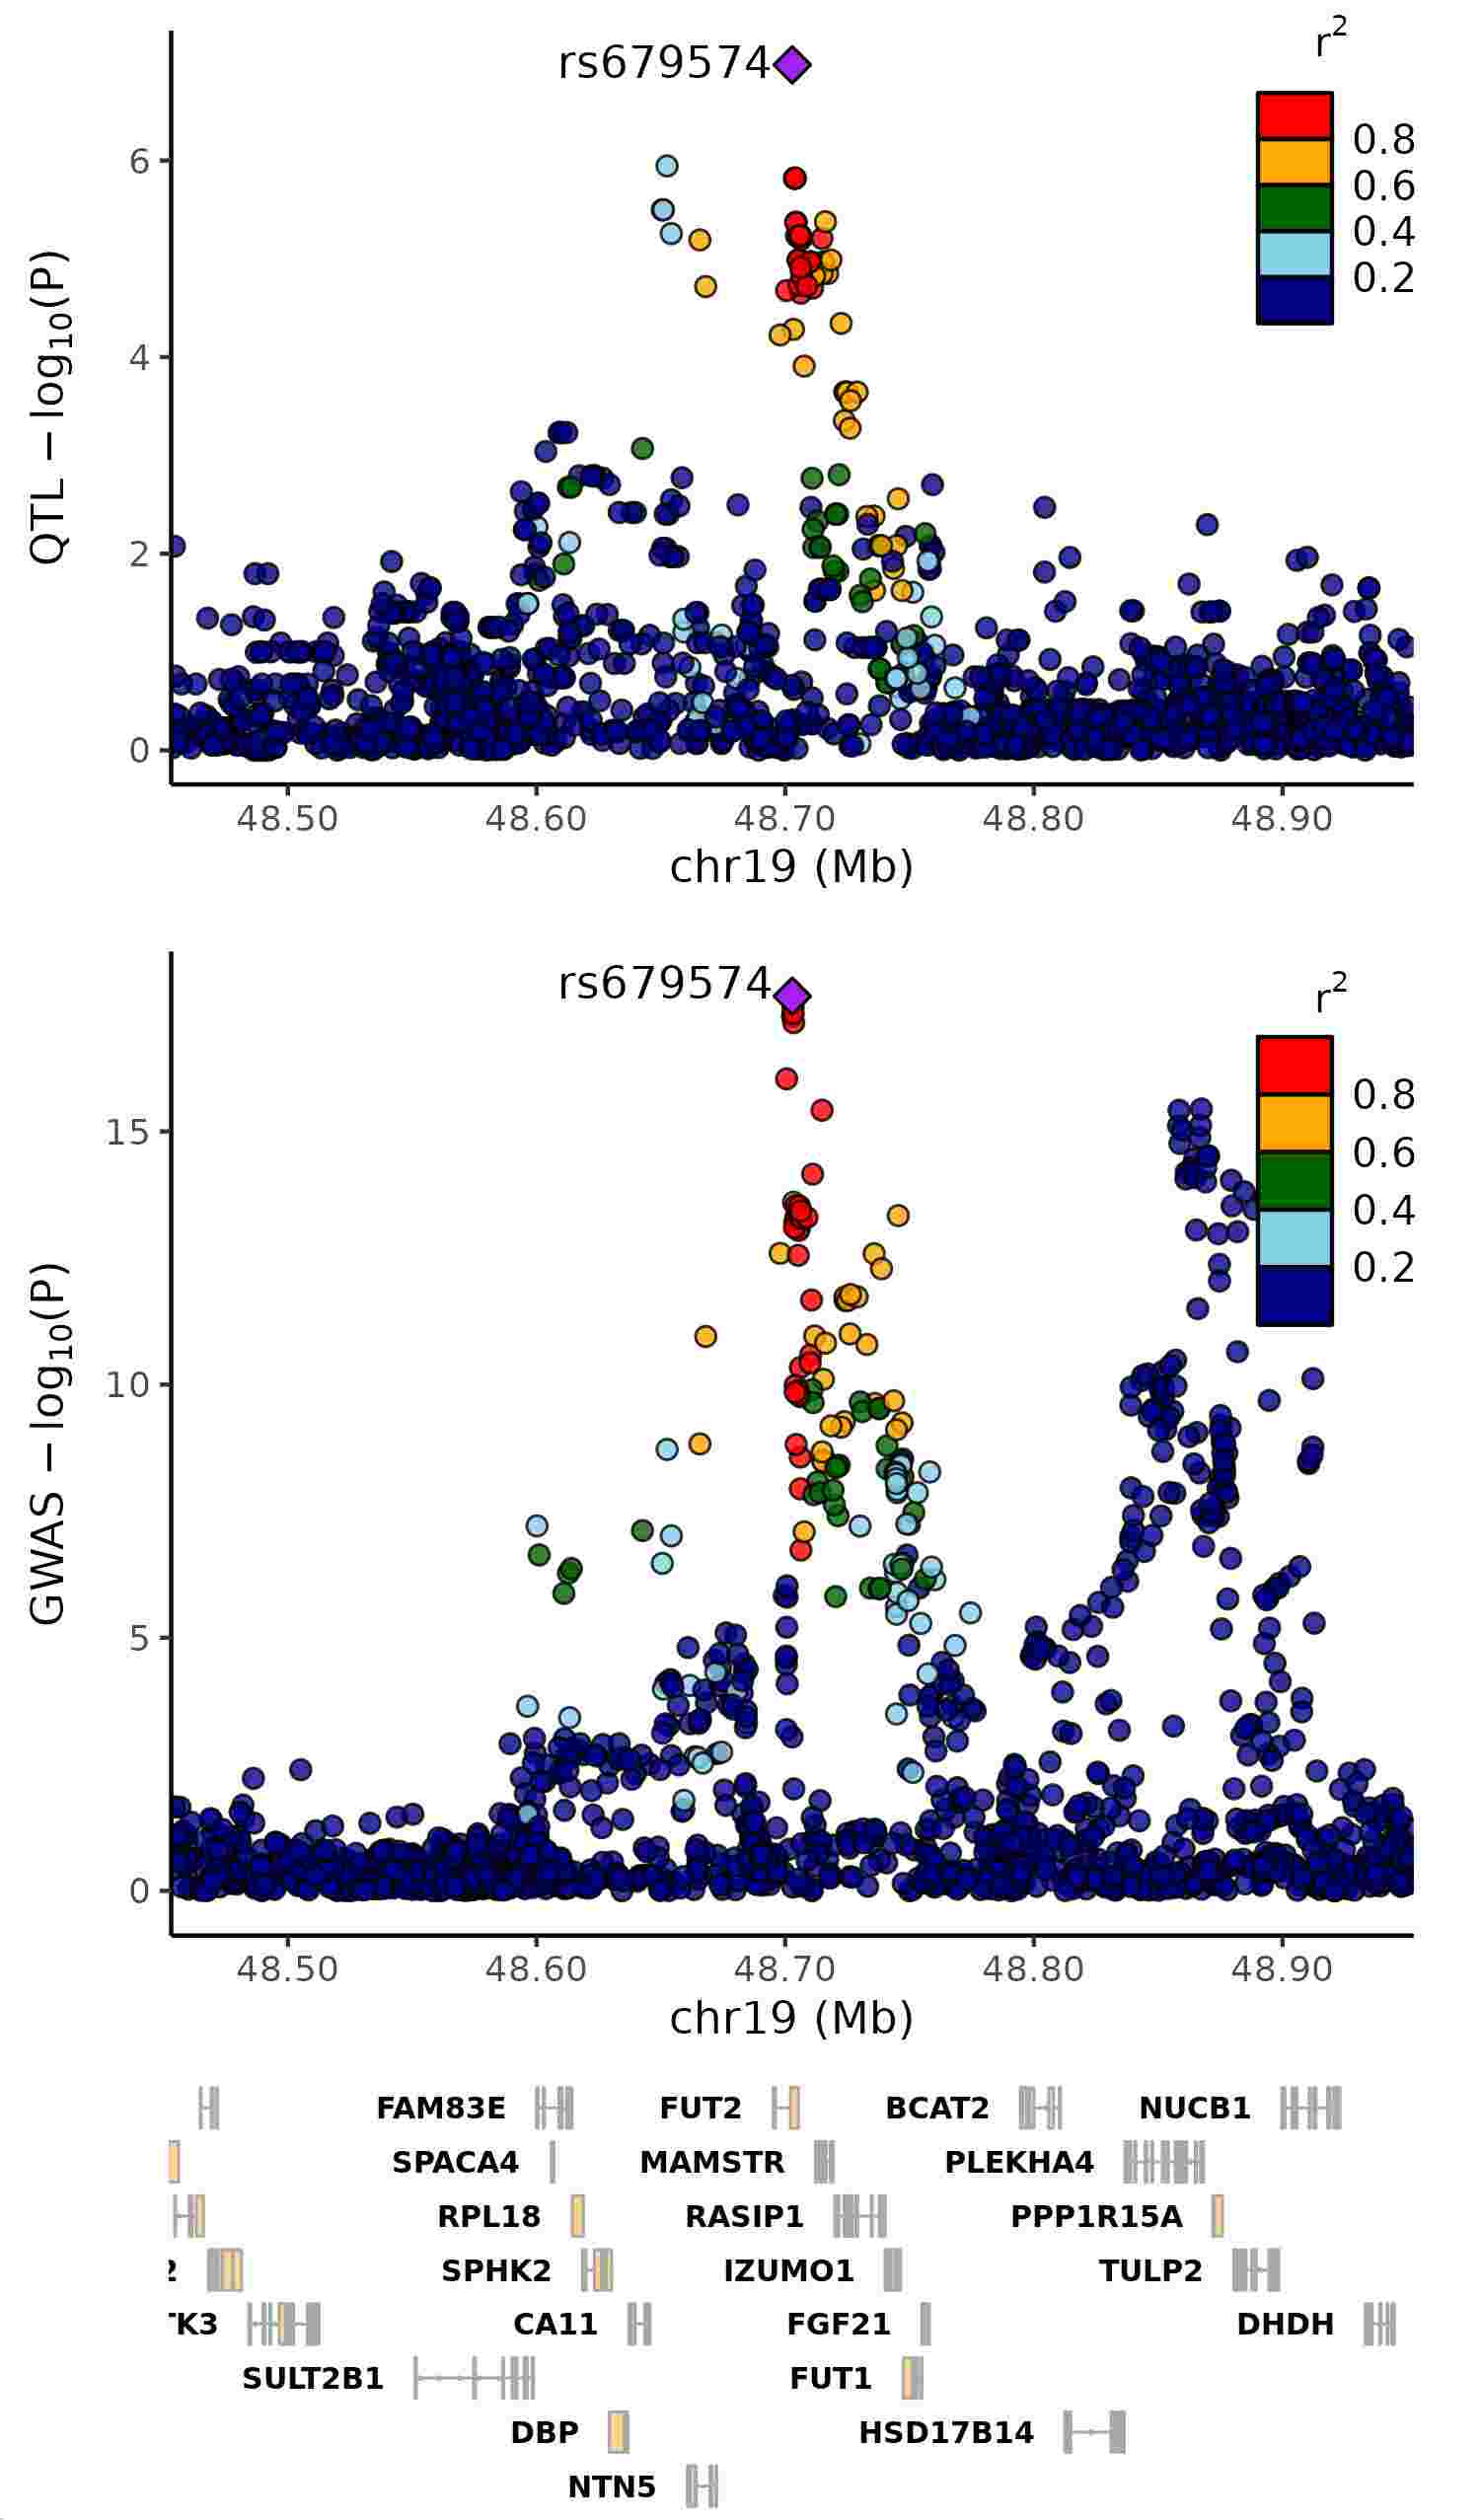 rs679574
r2
0.8
0.6
0.4
0.2
6
4
2
0
QTL − log10(P)
48.50 48.60 48.70 48.80 48.90
chr19 (Mb)
rs679574
r2
0.8
0.6
0.4
0.2
15
10
5
0
GWAS − log10(P)
48.50 48.60 48.70 48.80 48.90
chr19 (Mb)
FAM83E FUT2 BCAT2 NUCB1
SPACA4 MAMSTR PLEKHA4
RPL18 RASIP1 PPP1R15A
2 SPHK2 IZUMO1 TULP2
TK3 CA11 FGF21 DHDH
SULT2B1 FUT1
DBP HSD17B14
NTN5